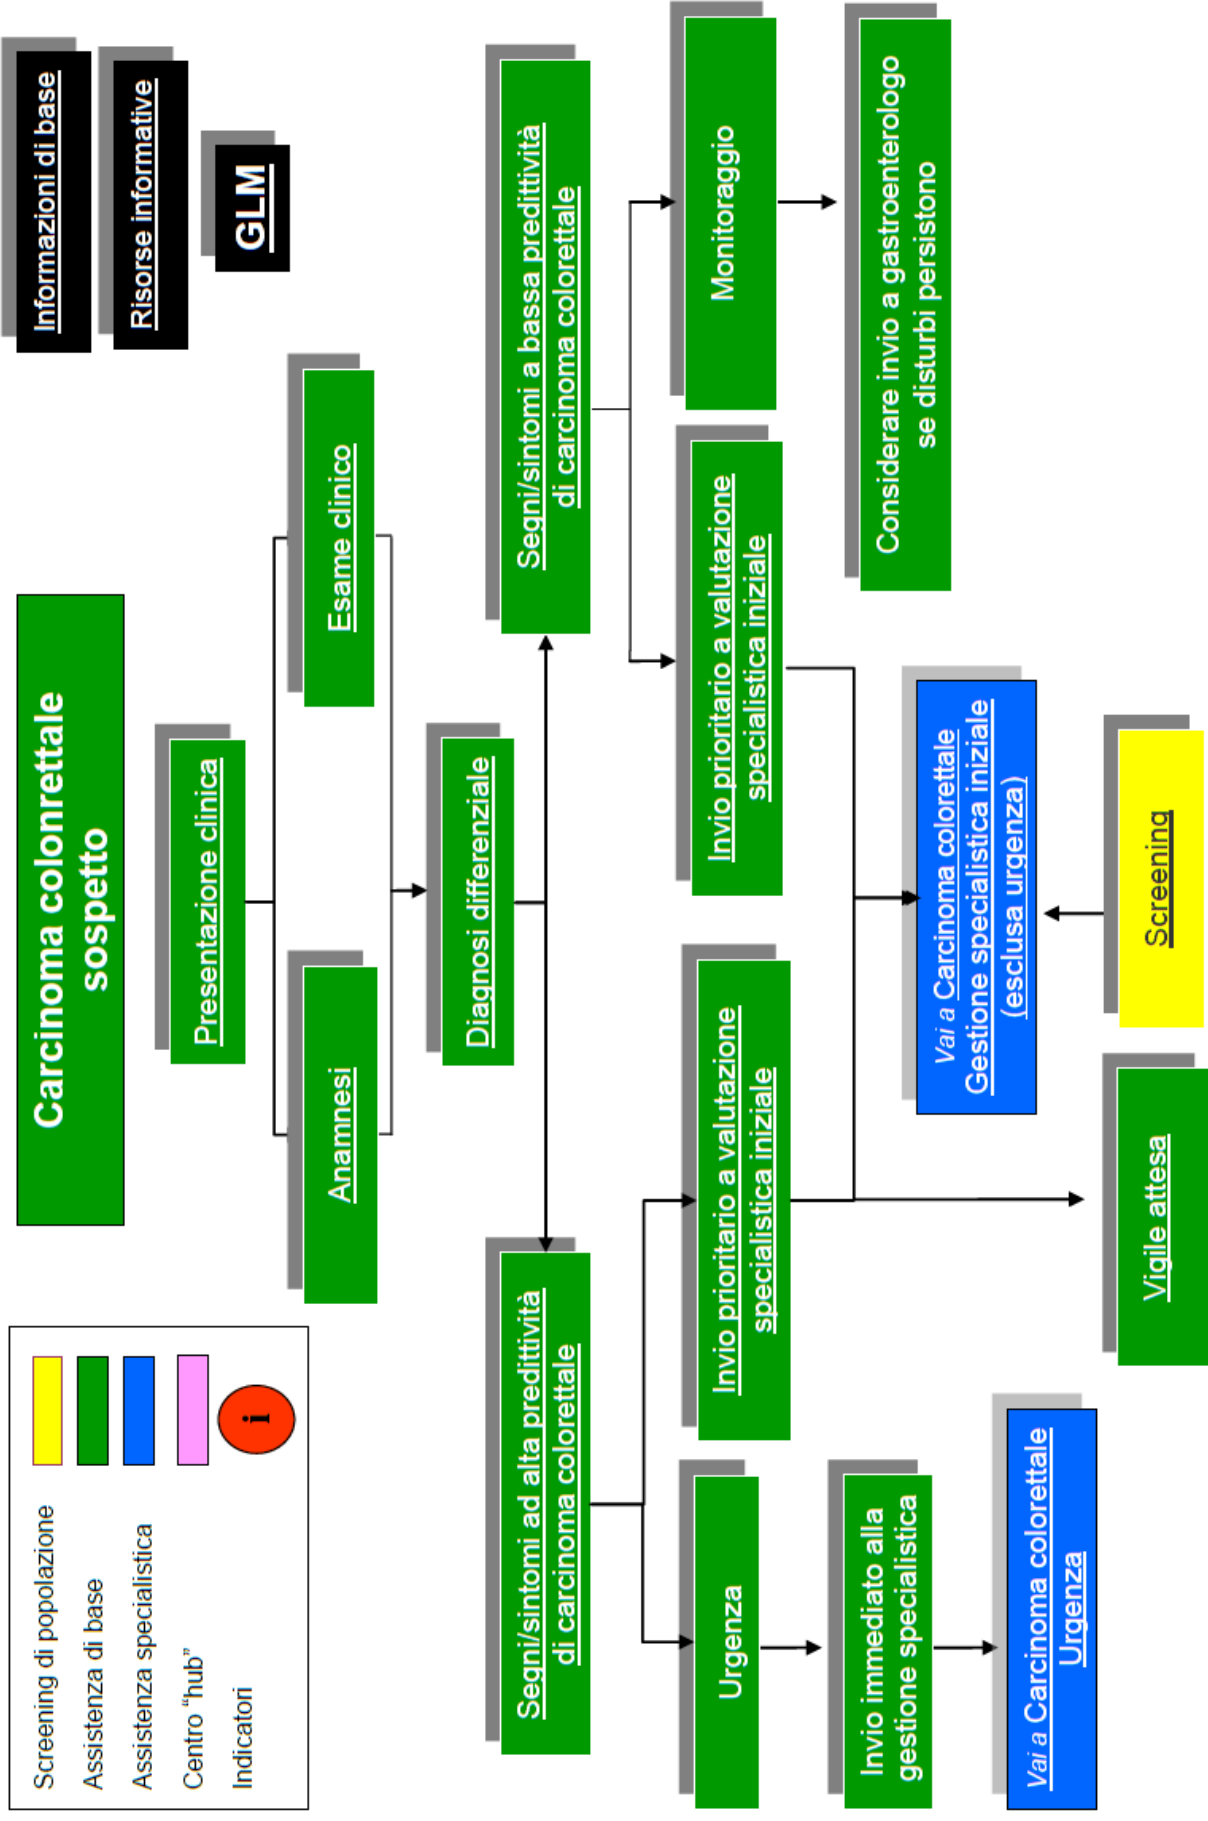 Screening di popolazione
Assistenza di base
Assistenza specialistica
Centro “hub”
Indicatori
i
Carcinoma colonrettale
sospetto
Informazioni di base
Risorse informative
GLM
Presentazione clinica
Anamnesi
Esame clinico
Diagnosi differenziale
Segni/sintomi ad alta predittività
di carcinoma colorettale
Segni/sintomi a bassa predittività
di carcinoma colorettale
Urgenza
Invio prioritario a valutazione
specialistica iniziale
Invio prioritario a valutazione
specialistica iniziale
Monitoraggio
Invio immediato alla
gestione specialistica
Considerare invio a gastroenterologo
se disturbi persistono
Vai a Carcinoma colorettale
Gestione specialistica iniziale
(esclusa urgenza)
Vai a Carcinoma colorettale
Urgenza
Vigile attesa
Screening